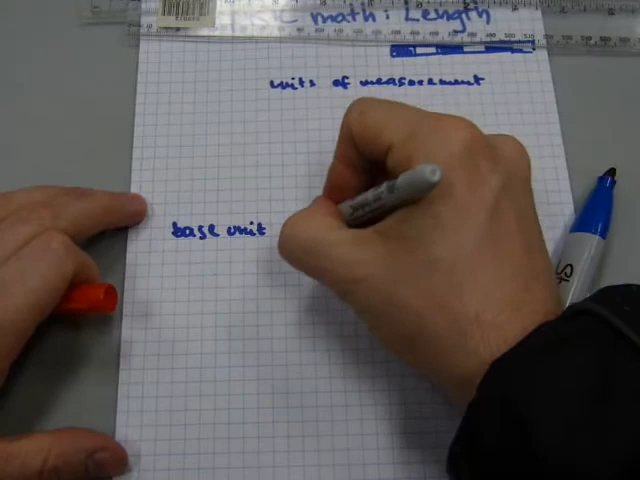 math: Length
units of measurement
base unit